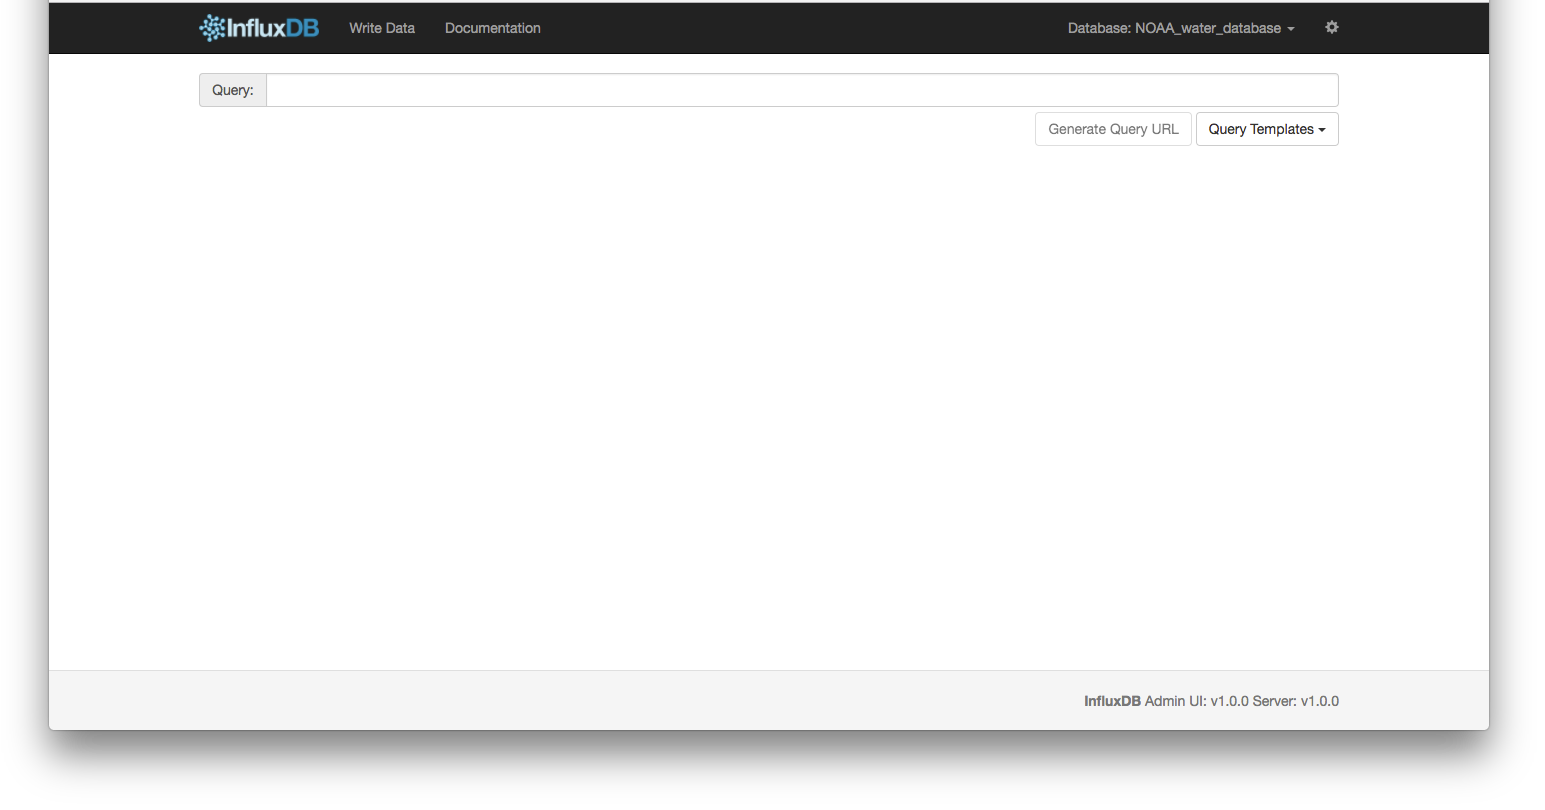 InfluxDB Write Data Documentation Database: NOAA_water_database
Query:
Generate Query URL Query Templates
InfluxDB Admin UI: v1.0.0 Server: v1.0.0